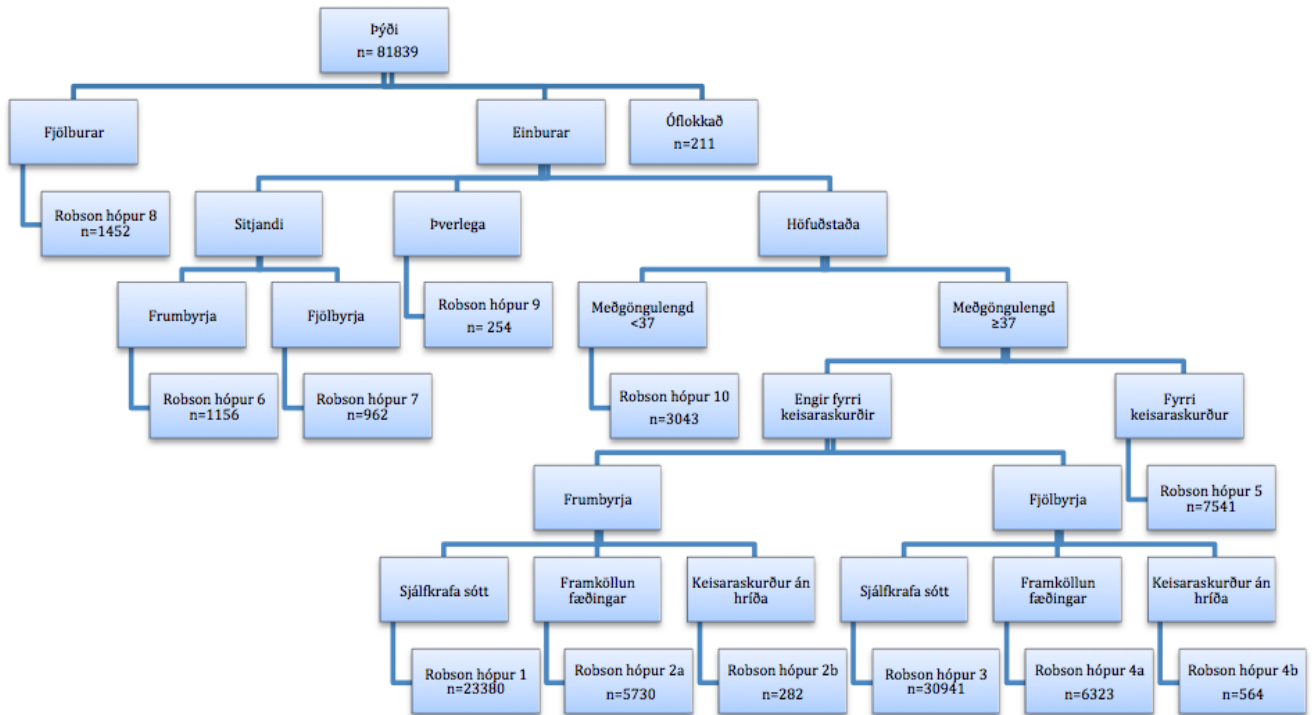 Þýði
n= 81839
Fjölburar
Einburar
Óflokkað
n=211
Robson hópur 8
n=1452
Sitjandi
Þverlega
Höfuðstaða
Frumbyrja
Fjölbyrja
Robson hópur 9
n= 254
Meðgöngulengd
<37
Meðgöngulengd
≥37
Robson hópur 6
n=1156
Robson hópur 7
n=962
Robson hópur 10
n=3043
Engir fyrri
keisaraskurðir
Fyrri
keisaraskurður
Frumbyrja
Fjölbyrja
Robson hópur 5
n=7541
Sjálfkrafa sótt
Framköllun
fæðingar
Keisaraskurður án
hríða
Sjálfkrafa sótt
Framköllun
fæðingar
Keisaraskurður án
hríða
Robson hópur 1
n=23380
Robson hópur 2a
n=5730
Robson hópur 2b
n=282
Robson hópur 3
n=30941
Robson hópur 4a
n=6323
Robson hópur 4b
n=564